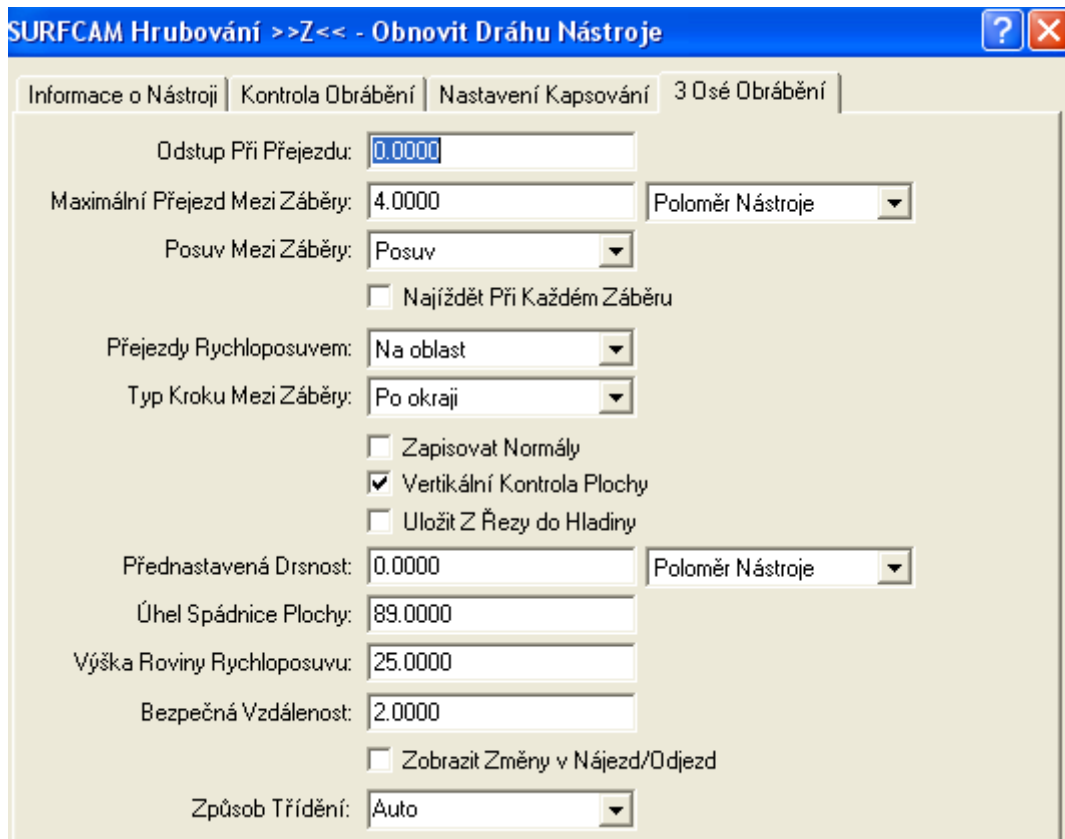 SURFCAM Hrubování >>Z<< - Obnovit Dráhu Nástroje
Informace o Nástroji Kontrola Obrábění Nastavení Kapsování 3 Osé Obrábění
Odstup Při Přejezdu: 0.0000
Maximální Přejezd Mezi Záběry: 4.0000 Poloměr Nástroje
Posuv Mezi Záběry: Posuv
Najíždět Při Každém Záběru
Přejezdy Rychloposuvem: Na oblast
Typ Kroku Mezi Záběry: Po okraji
Zapisovat Normály
Vertikální Kontrola Plochy
Uložit Z Řezy do Hladiny
Přednastavená Drsnost: 0.0000 Poloměr Nástroje
Úhel Spádnice Plochy: 89.0000
Výška Roviny Rychloposuvu: 25.0000
Bezpečná Vzdálenost: 2.0000
Zobrazit Změny v Nájezd/Odjezd
Způsob Třídění: Auto